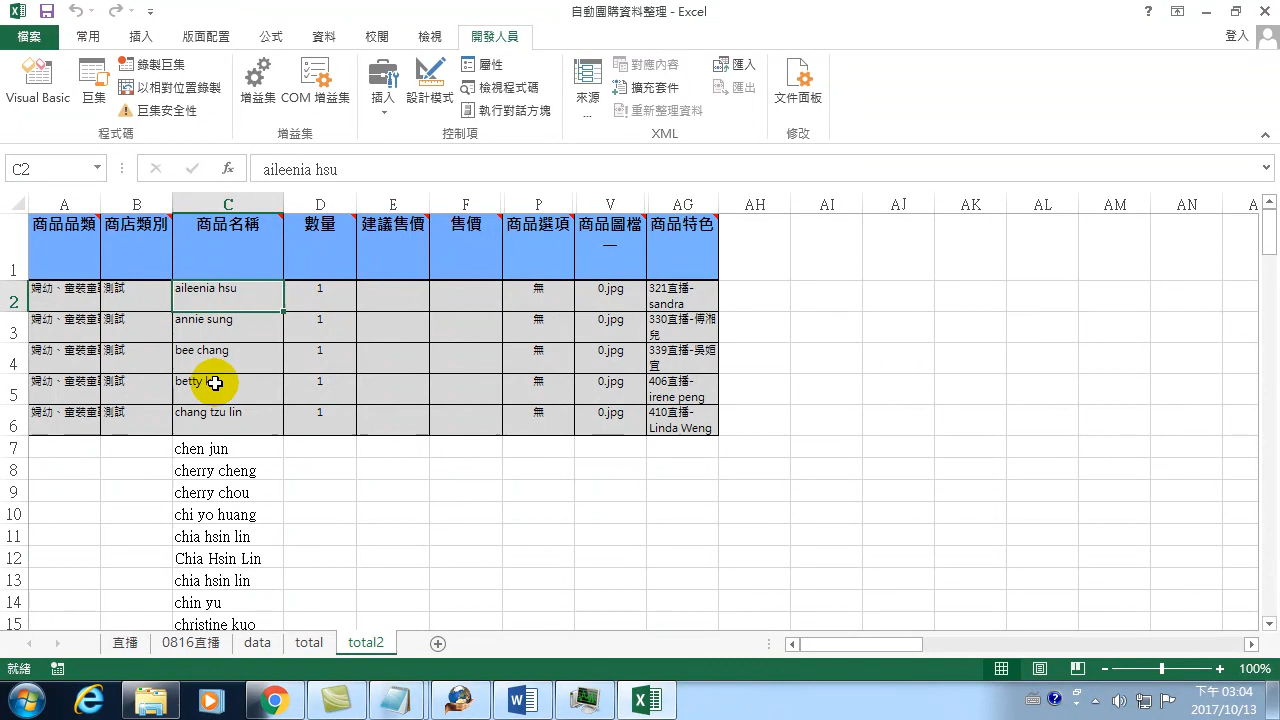 自動團購資料整理 - Excel
檔案 常用 插入 版面配置 公式 資料 校閱 檢視 開發人員 登入
Visual Basic 巨集 錄製巨集 以相對位置錄製 巨集安全性 程式碼
增益集 COM 增益集 增益集
插入 設計模式 屬性 檢視程式碼 執行對話方塊 控制項
來源 ... 對應內容 擴充套件 重新整理資料 匯入 匯出 XML
文件面板 修改
C2 fx aileenia hsu
A B C D E F P V AG AH AI AJ AK AL AM AN A
1 商品品類 商店類別 商品名稱 數量 建議售價 售價 商品選項 商品圖檔一 商品特色
2 婦幼、童裝童 測試 aileenia hsu 1 無 0.jpg 321直播-sandra
3 婦幼、童裝童 測試 annie sung 1 無 0.jpg 330直播-傅湘兒
4 婦幼、童裝童 測試 bee chang 1 無 0.jpg 339直播-吳姮宜
5 婦幼、童裝童 測試 betty 1 無 0.jpg 406直播-irene peng
6 婦幼、童裝童 測試 chang tzu lin 1 無 0.jpg 410直播-Linda Weng
7 chen jun
8 cherry cheng
9 cherry chou
10 chi yo huang
11 chia hsin lin
12 Chia Hsin Lin
13 chia hsin lin
14 chin yu
15 christine kuo
直播 0816直播 data total total2
就緒 100%
下午 03:04
2017/10/13